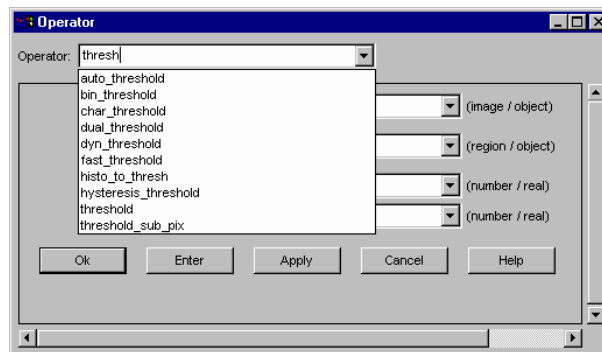 Operator
Operator: thresh
auto_threshold
bin_threshold
char_threshold
dual_threshold
dyn_threshold
fast_threshold
histo_to_thresh
hysteresis_threshold
threshold
threshold_sub_pix
(image / object)
(region / object)
(number / real)
(number / real)
Ok Enter Apply Cancel Help